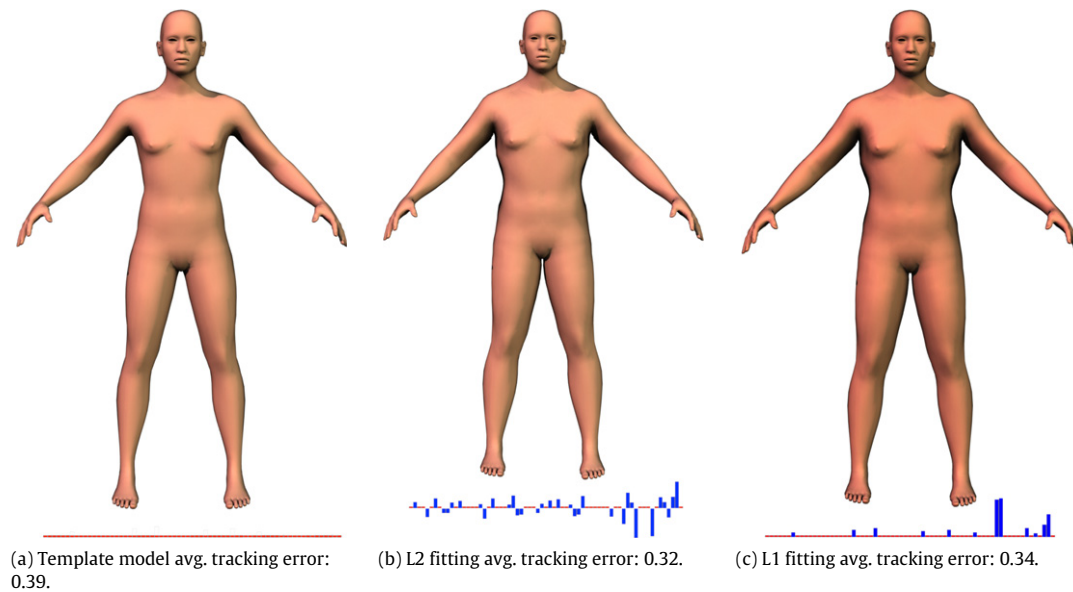 (a) Template model avg. tracking error:
0.39.
(b) L2 fitting avg. tracking error: 0.32.
(c) L1 fitting avg. tracking error: 0.34.